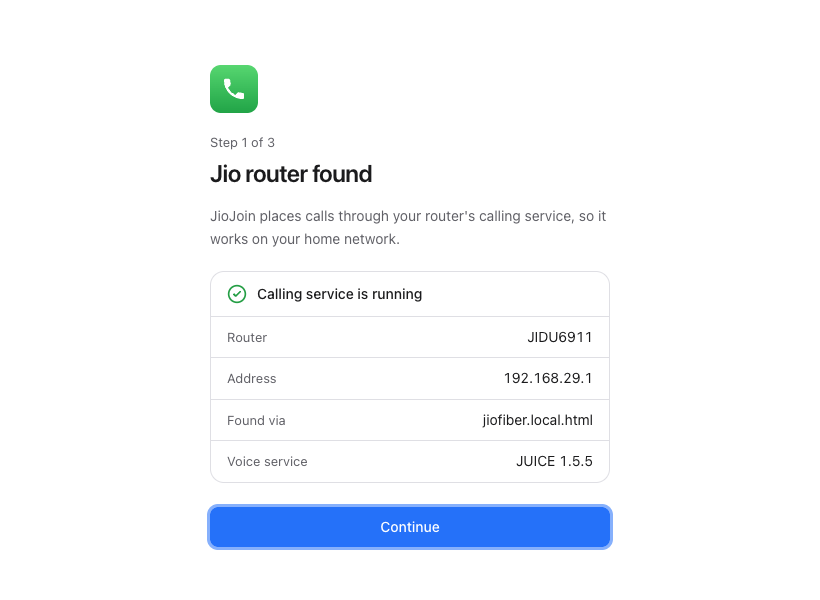 Step 1 of 3
Jio router found
JioJoin places calls through your router's calling service, so it
works on your home network.
Calling service is running
Router JIDU6911
Address 192.168.29.1
Found via jiofiber.local.html
Voice service JUICE 1.5.5
Continue